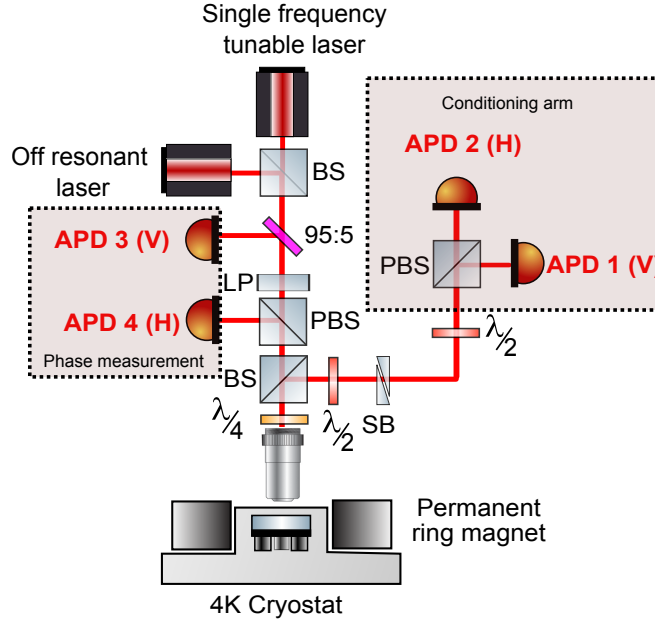 Single frequency
tunable laser
Conditioning arm
APD 2 (H)
BS
Off resonant
laser
APD 3 (V)
95:5
PBS
APD 1 (V)
LP
APD 4 (H)
PBS
λ/2
Phase measurement
BS
λ/4
λ/2
SB
Permanent
ring magnet
4K Cryostat